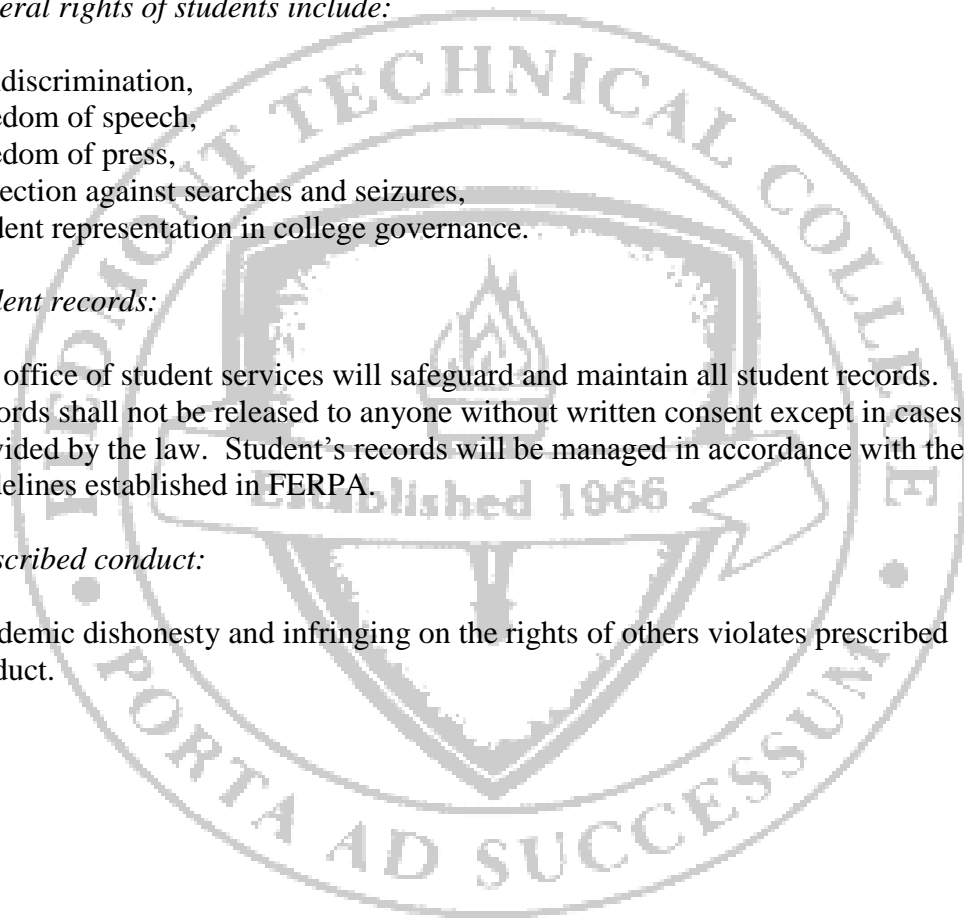 eral rights of students include:
discrimination,
edom of speech,
edom of press,
ection against searches and seizures,
dent representation in college governance.
dent records:
office of student services will safeguard and maintain all student records.
ords shall not be released to anyone without written consent except in cases
vided by the law. Student’s records will be managed in accordance with the
delines established in FERPA.
scribed conduct:
demic dishonesty and infringing on the rights of others violates prescribed
duct.
PIEDMONT TECHNICAL COLLEGE
Established 1966
PORTA AD SUCCESSUM